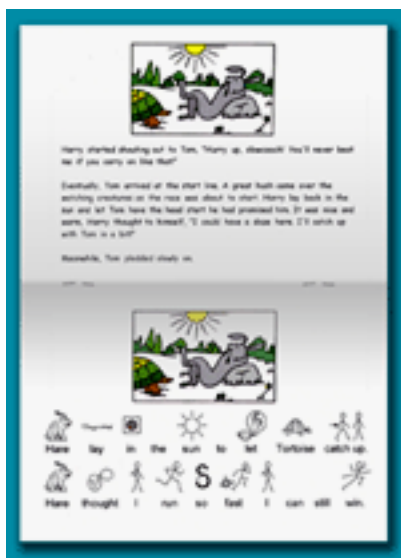 Harry started shouting out to Tom, "Hurry up, slowcoach! You'll never beat
me if you carry on like that!"
Eventually, Tom arrived at the start line. A great hush came over the
watching creatures as the race was about to start. Harry lay back in the
sun and let Tom have the head start he had promised him. It was nice and
warm, Harry thought to himself, "I could have a doze here. I'll catch up
with Tom in a bit!"
Meanwhile, Tom plodded slowly on.
Hare lay in the sun to let Tortoise catch up.
Hare thought I run so fast I can still win.